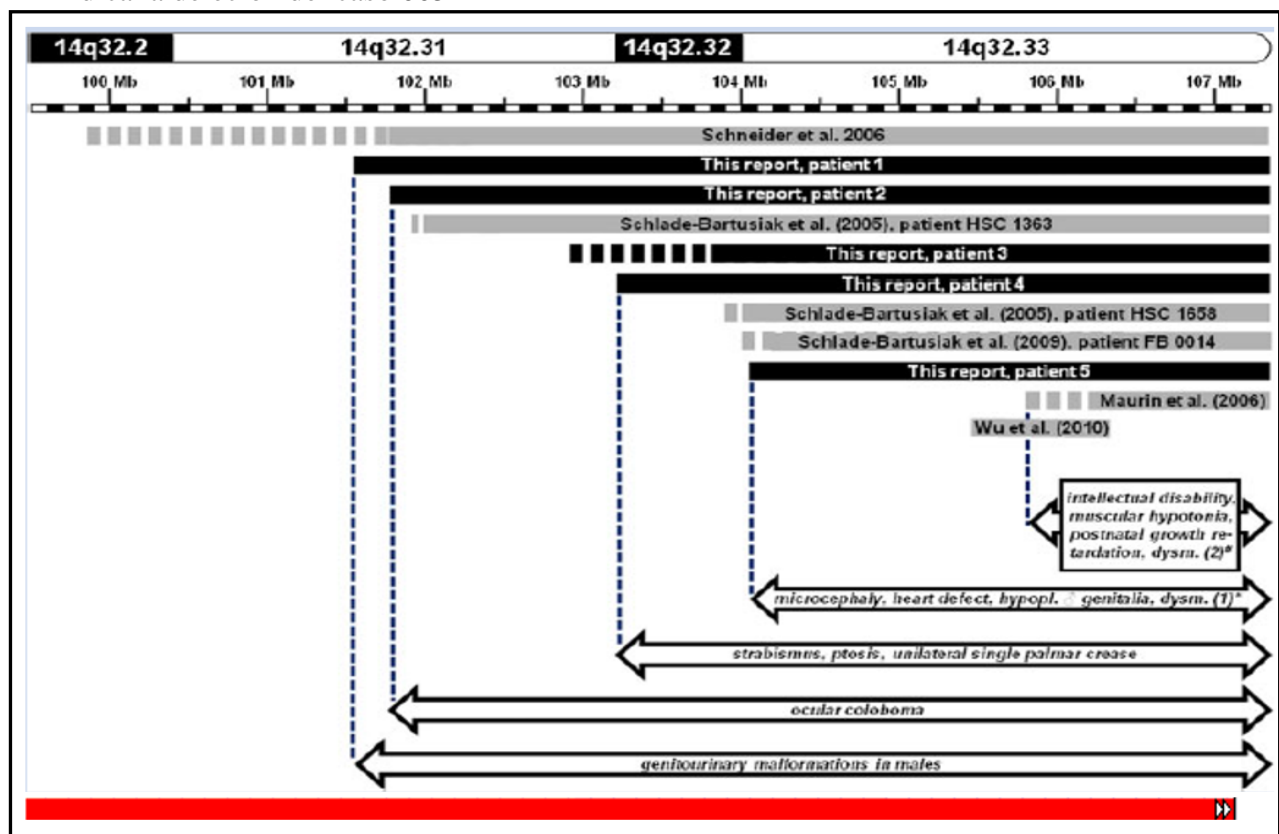 14q32.2 14q32.31 14q32.32 14q32.33
100 Mb 101 Mb 102 Mb 103 Mb 104 Mb 105 Mb 106 Mb 107 Mb
Schneider et al. 2006
This report, patient 1
This report, patient 2
Schlade-Bartusiak et al. (2005), patient HSC 1363
This report, patient 3
This report, patient 4
Schlade-Bartusiak et al. (2005), patient HSC 1658
Schlade-Bartusiak et al. (2009), patient FB 0014
This report, patient 5
Maurin et al. (2006)
Wu et al. (2010)
intellectual disability,
muscular hypotonia,
postnatal growth re-
tardation, dysm. (2)#
microcephaly, heart defect, hypopl. ♂ genitalia, dysm. (1)*
strabismus, ptosis, unilateral single palmar crease
ocular coloboma
genitourinary malformations in males